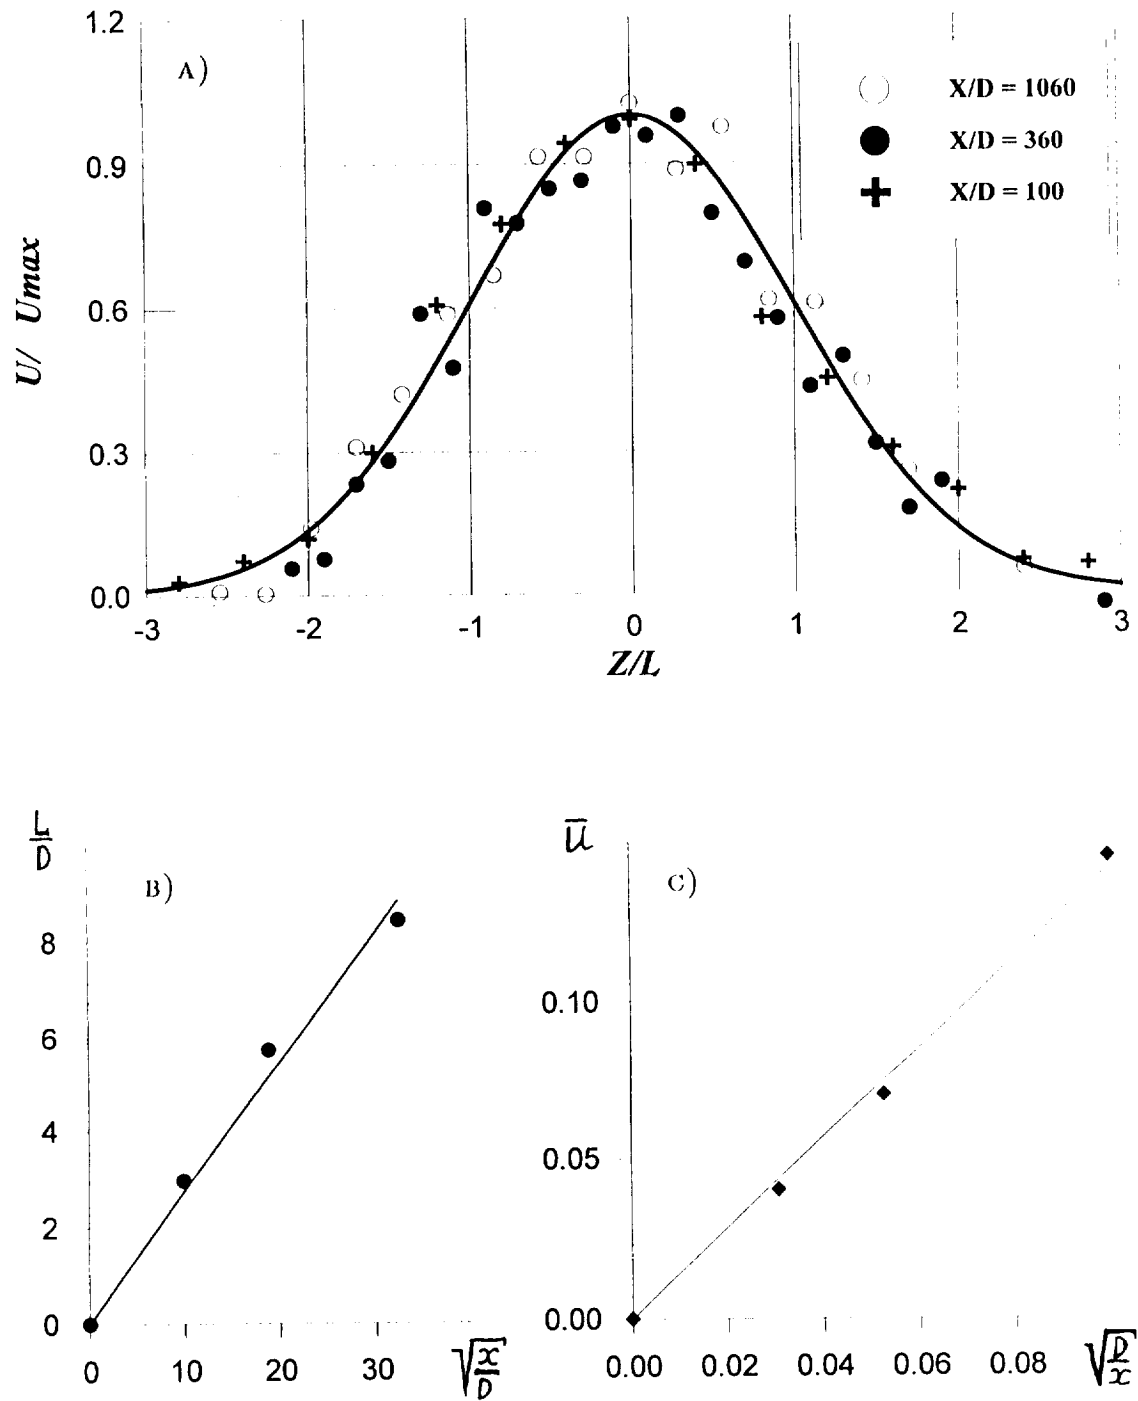 1.2
A)
X/D = 1060
X/D = 360
X/D = 100
0.9
U/ Umax
0.6
0.3
0.0
-3 -2 -1 0 1 2 3
Z/L
L/D
B)
8
6
4
2
0
0 10 20 30 √x/D
U̅
C)
0.10
0.05
0.00
0.00 0.02 0.04 0.06 0.08 √D/x